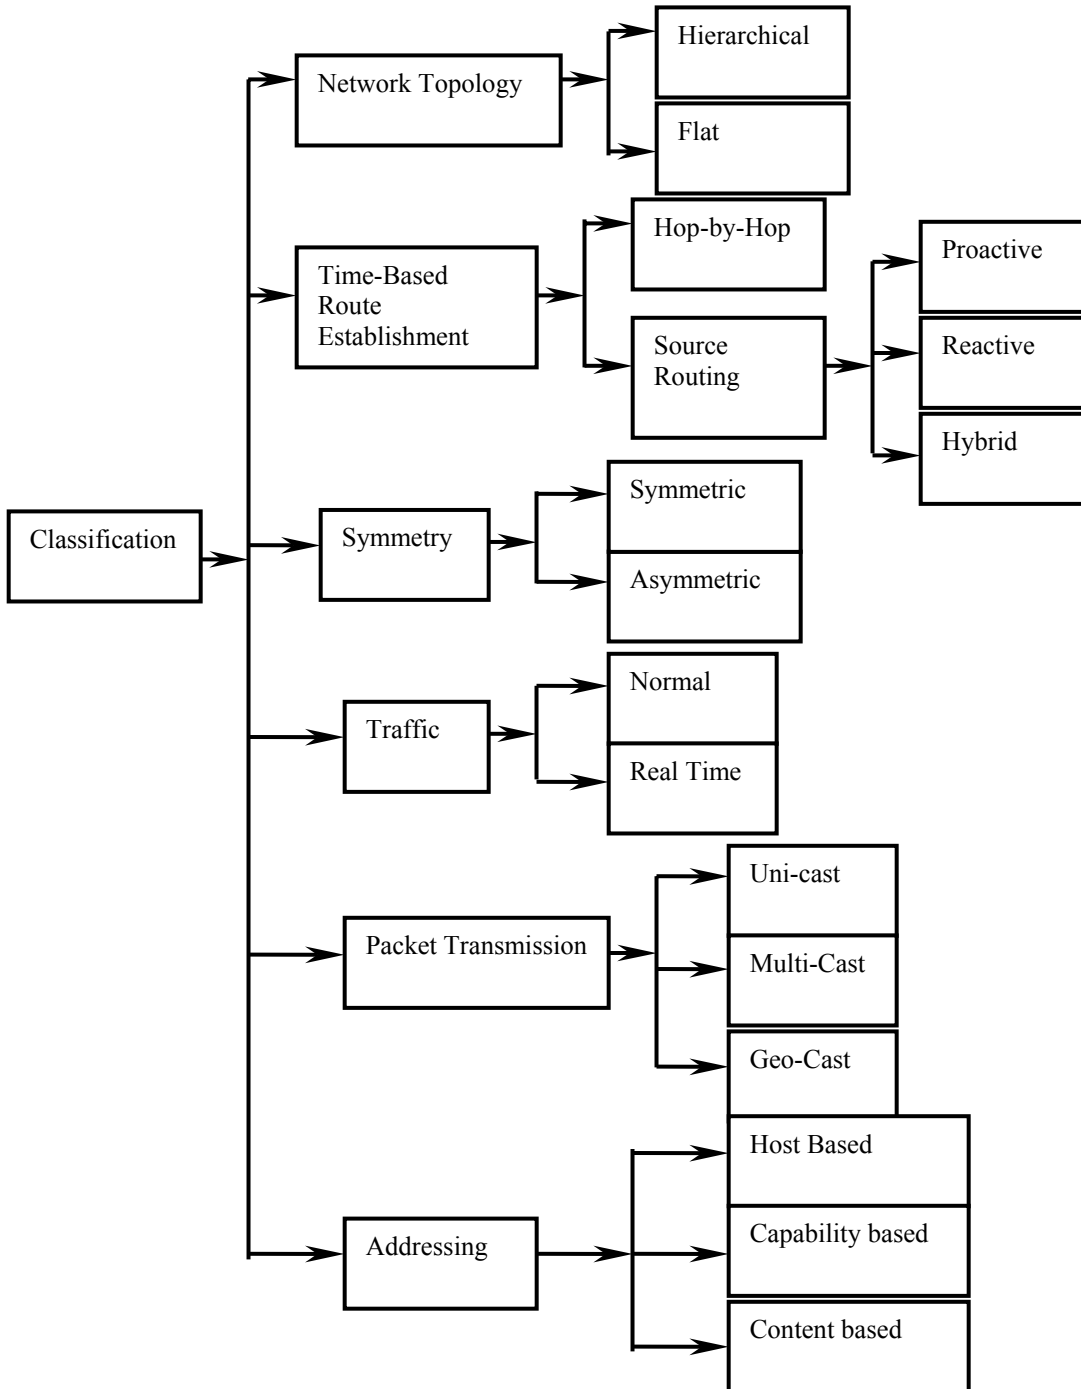 Hierarchical
Network Topology
Flat
Hop-by-Hop
Proactive
Time-Based
Route
Establishment
Source
Routing
Reactive
Hybrid
Symmetric
Classification
Symmetry
Asymmetric
Normal
Traffic
Real Time
Uni-cast
Packet Transmission
Multi-Cast
Geo-Cast
Host Based
Addressing
Capability based
Content based